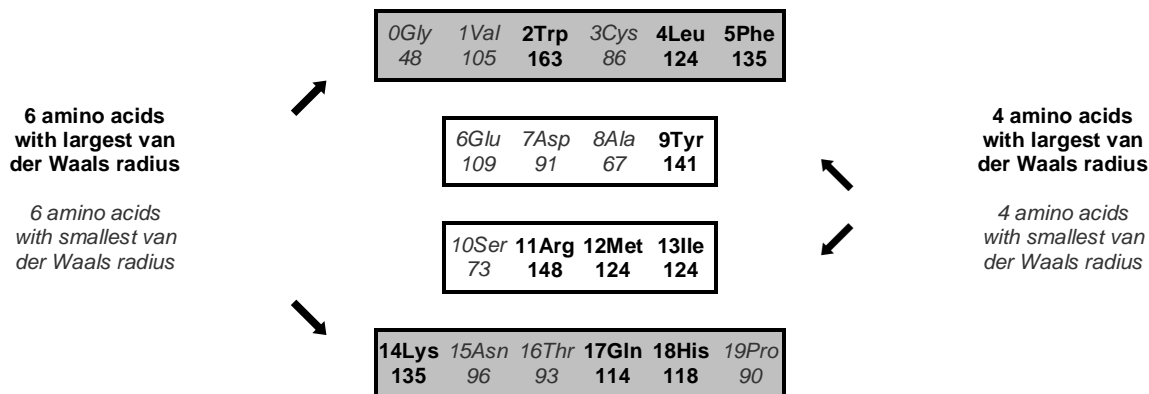 0Gly 1Val 2Trp 3Cys 4Leu 5Phe
48 105 163 86 124 135
6 amino acids
with largest van
der Waals radius
6 amino acids
with smallest van
der Waals radius
6Glu 7Asp 8Ala 9Tyr
109 91 67 141
10Ser 11Arg 12Met 13Ile
73 148 124 124
4 amino acids
with largest van
der Waals radius
4 amino acids
with smallest van
der Waals radius
14Lys 15Asn 16Thr 17Gln 18His 19Pro
135 96 93 114 118 90